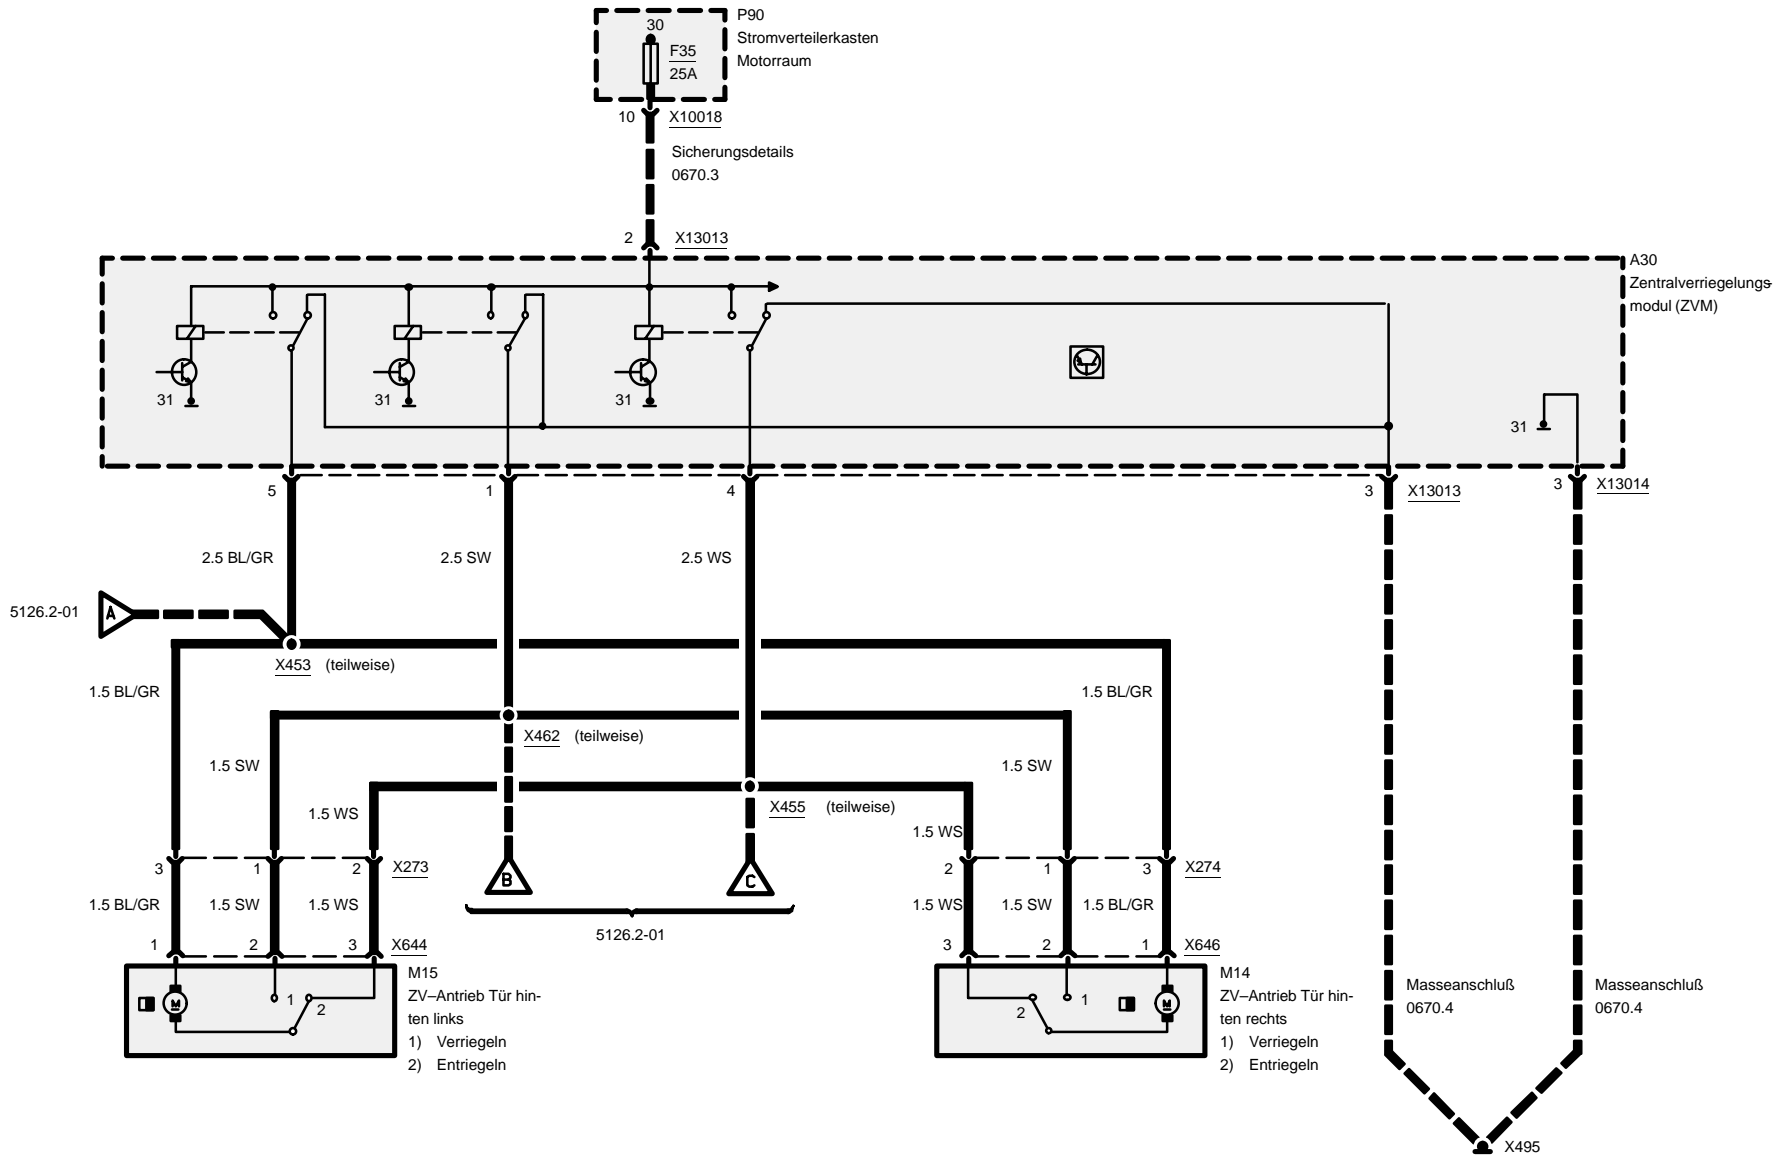 30
F35
25A
P90
Stromverteilerkasten
Motorraum
10 X10018
Sicherungsdetails
0670.3
2 X13013
A30
Zentralverriegelungs-
modul (ZVM)
31
31
31
31
5
1
4
3 X13013
3 X13014
2.5 BL/GR
2.5 SW
2.5 WS
5126.2-01
A
X453 (teilweise)
1.5 BL/GR
1.5 BL/GR
X462 (teilweise)
1.5 SW
1.5 SW
X455 (teilweise)
1.5 WS
1.5 WS
3
1
2 X273
B
C
2
1
3 X274
1.5 BL/GR
1.5 SW
1.5 WS
1.5 WS
1.5 SW
1.5 BL/GR
5126.2-01
1
2
3 X644
3
2
1 X646
M
1
2
M15
ZV–Antrieb Tür hin-
ten links
1) Verriegeln
2) Entriegeln
2
1
M
M14
ZV–Antrieb Tür hin-
ten rechts
1) Verriegeln
2) Entriegeln
Masseanschluß
0670.4
Masseanschluß
0670.4
X495